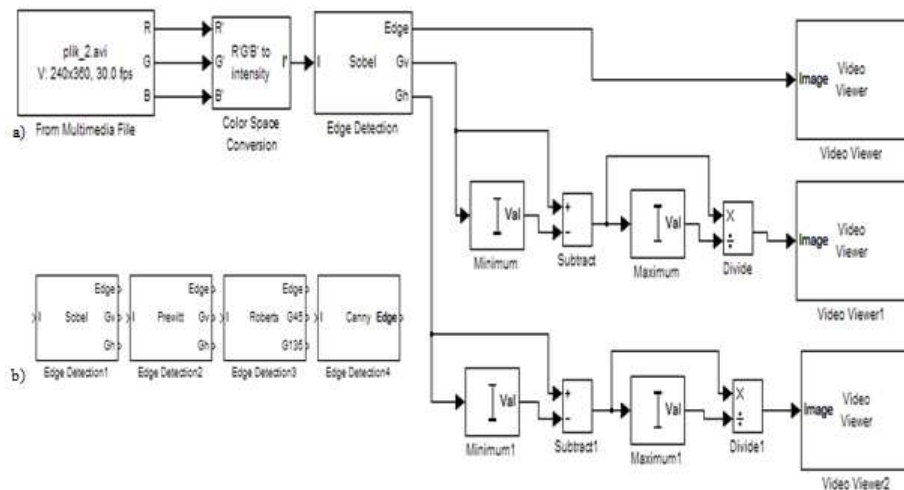 a)
plik_2.avi
V: 240x360, 30.0 fps
R
G
B
From Multimedia File
R'
G'
B'
R'G'B' to
intensity
I'
Color Space
Conversion
I
Sobel
Edge
Gv
Gh
Edge Detection
Image
Video
Viewer
Video Viewer
Val
Minimum
+
−
Subtract
Val
Maximum
X
÷
Divide
Image
Video
Viewer
Video Viewer1
b)
I
Sobel
Edge
Gv
Gh
Edge Detection1
I
Prewitt
Edge
Gv
Gh
Edge Detection2
I
Roberts
Edge
G45
G135
Edge Detection3
I
Canny
Edge
Edge Detection4
Val
Minimum1
+
−
Subtract1
Val
Maximum1
X
÷
Divide1
Image
Video
Viewer
Video Viewer2